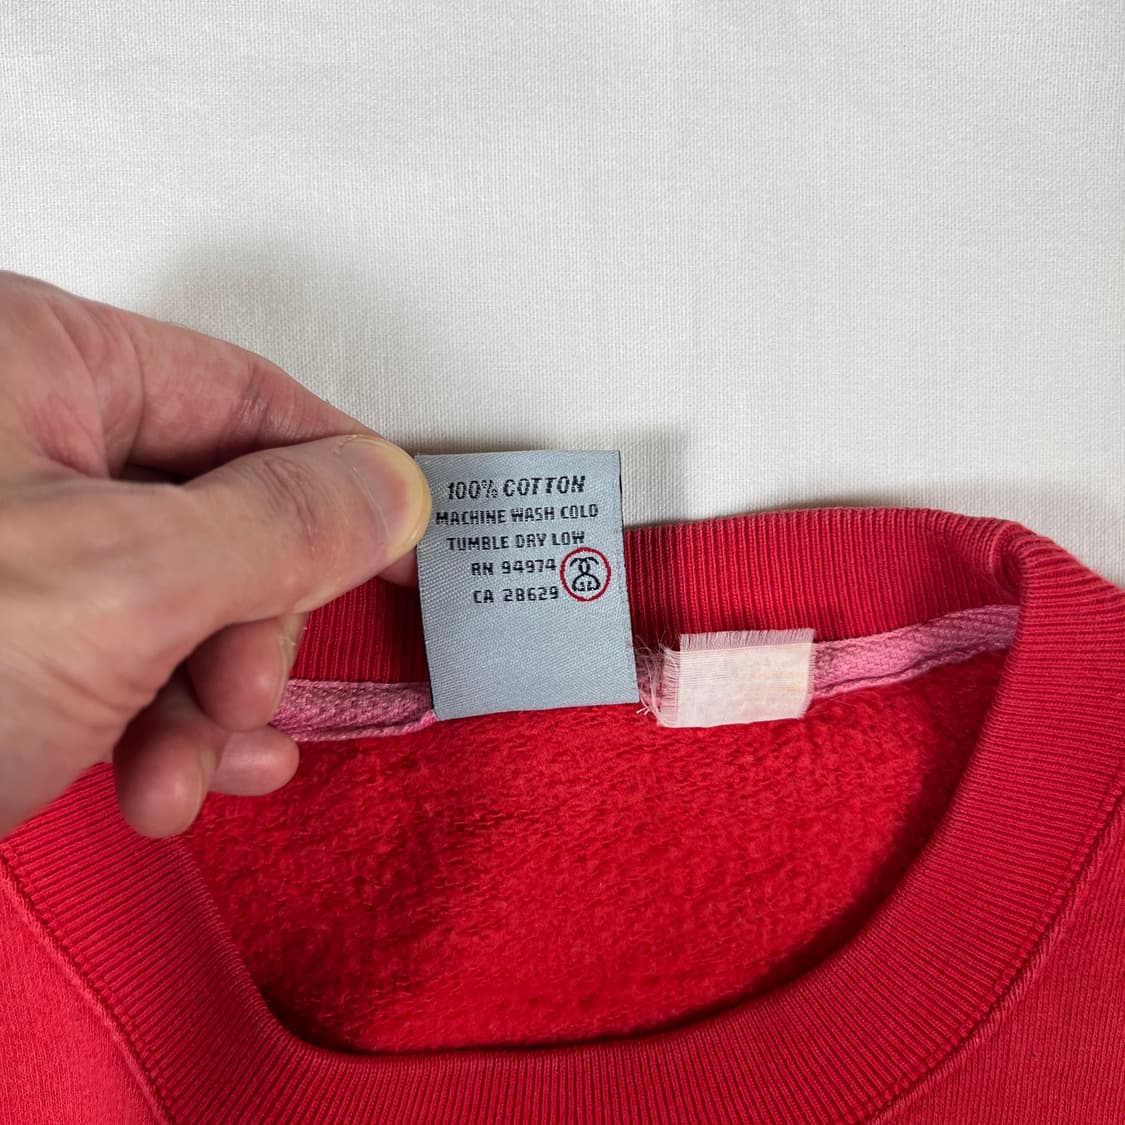 100% COTTON
MACHINE WASH COLD
TUMBLE DRY LOW
RN 94974
CA 28629